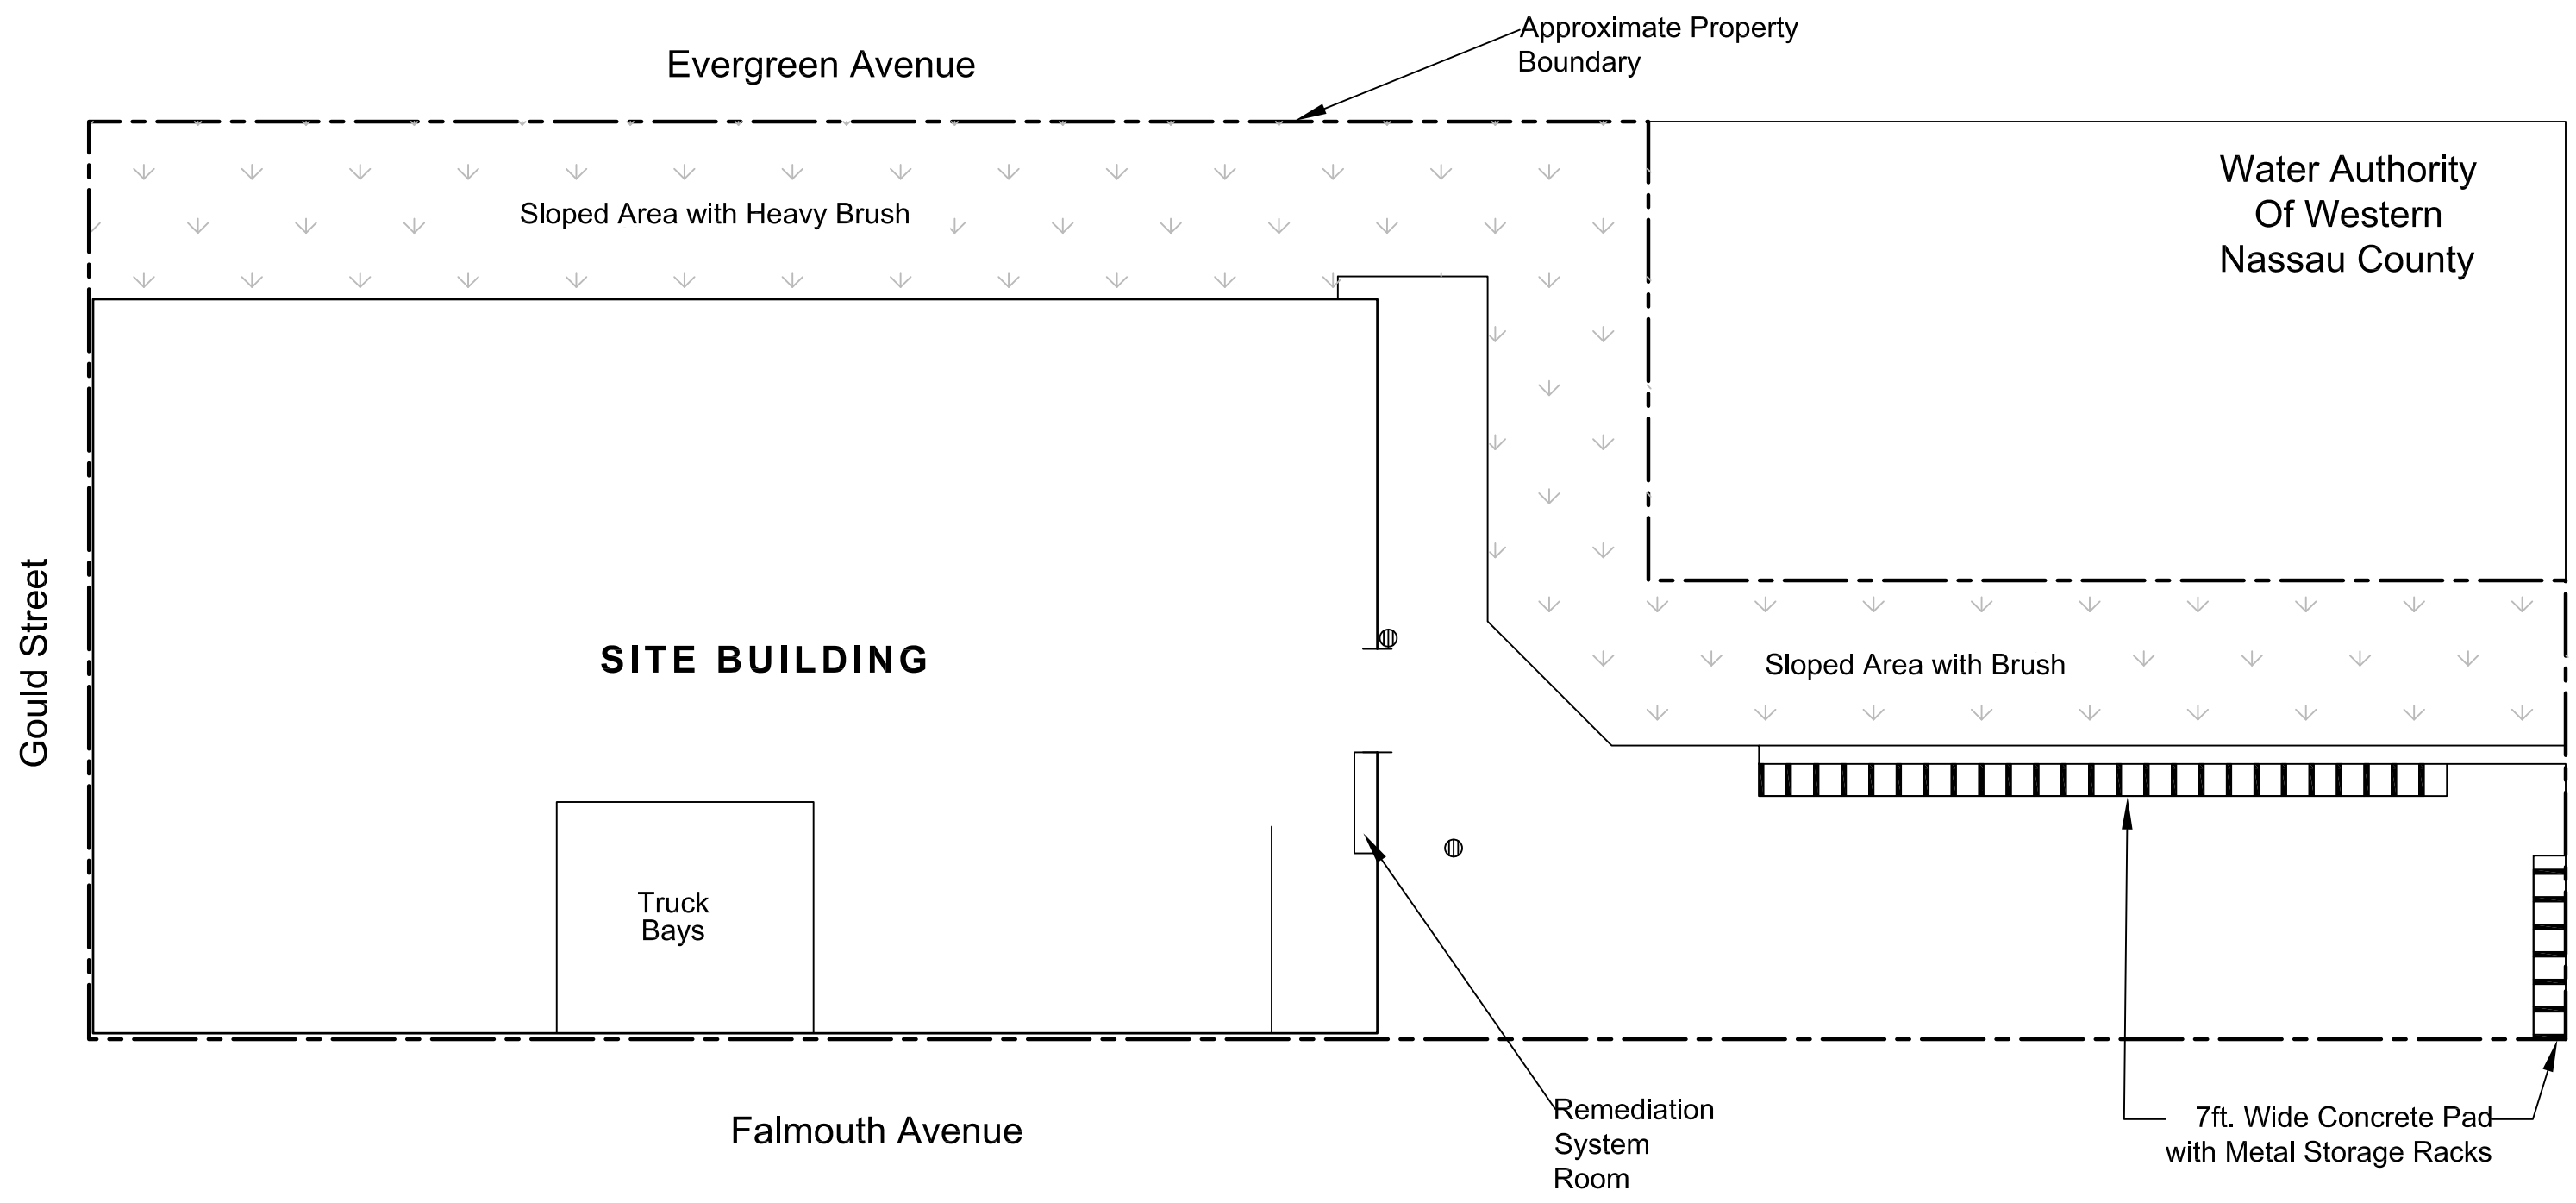 Approximate Property
Boundary
Evergreen Avenue
Water Authority
Of Western
Nassau County
Sloped Area with Heavy Brush
Gould Street
SITE BUILDING
Sloped Area with Brush
Truck
Bays
Remediation
System
Room
7ft. Wide Concrete Pad
with Metal Storage Racks
Falmouth Avenue